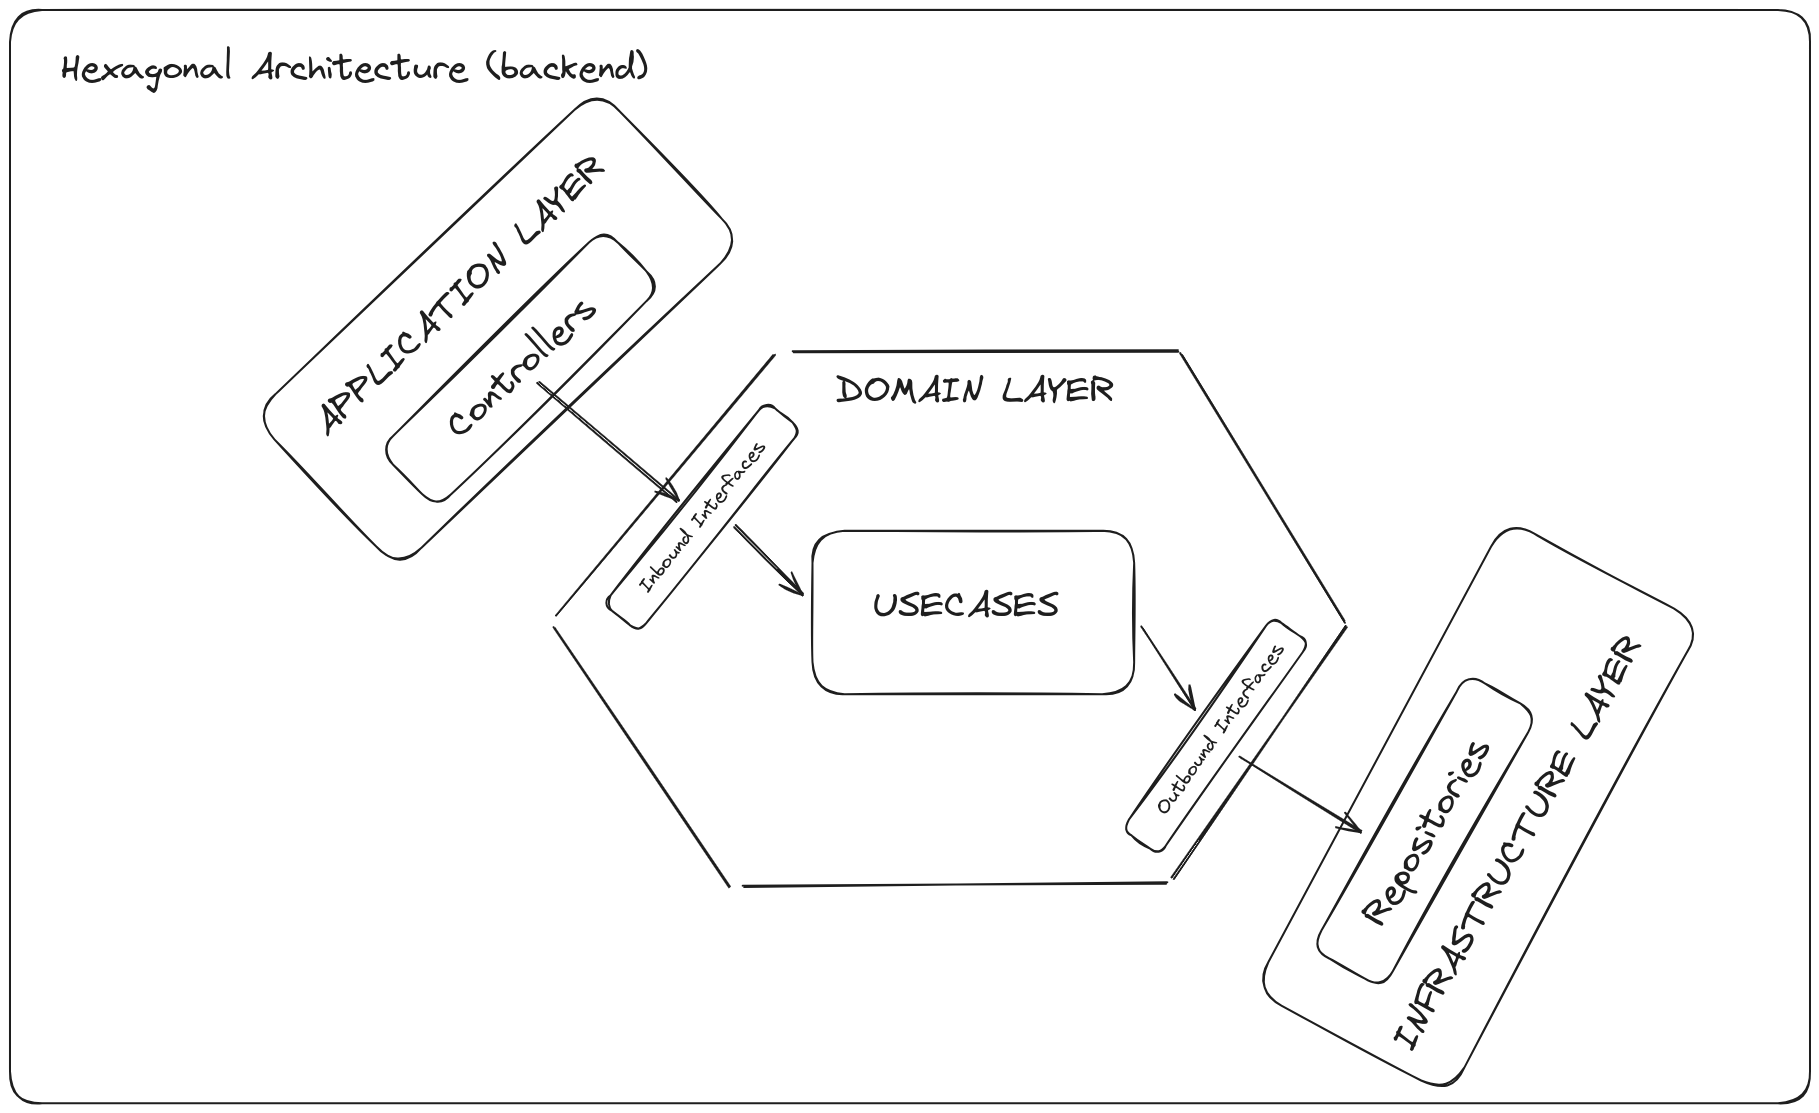 Hexagonal Architecture (backend)
APPLICATION LAYER
Controllers
DOMAIN LAYER
Inbound Interfaces
USECASES
Outbound Interfaces
Repositories
INFRASTRUCTURE LAYER